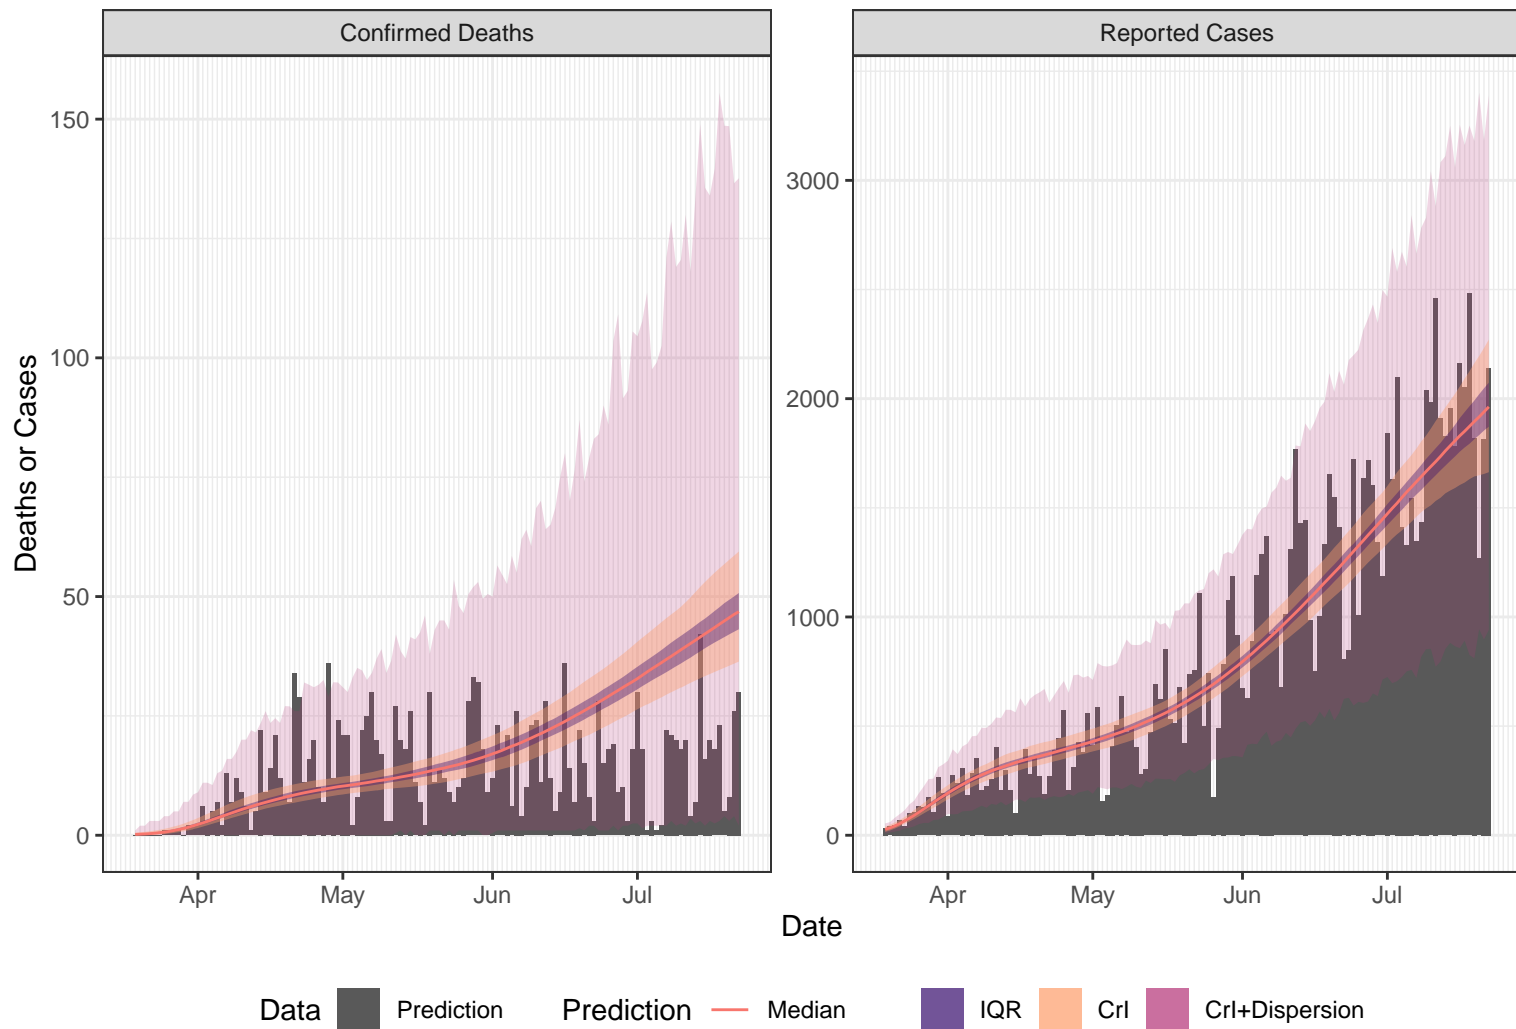 Confirmed Deaths
Reported Cases
Deaths or Cases
150
100
50
0
3000
2000
1000
0
Apr May Jun Jul
Apr May Jun Jul
Date
Data Prediction Prediction Median IQR CrI CrI+Dispersion